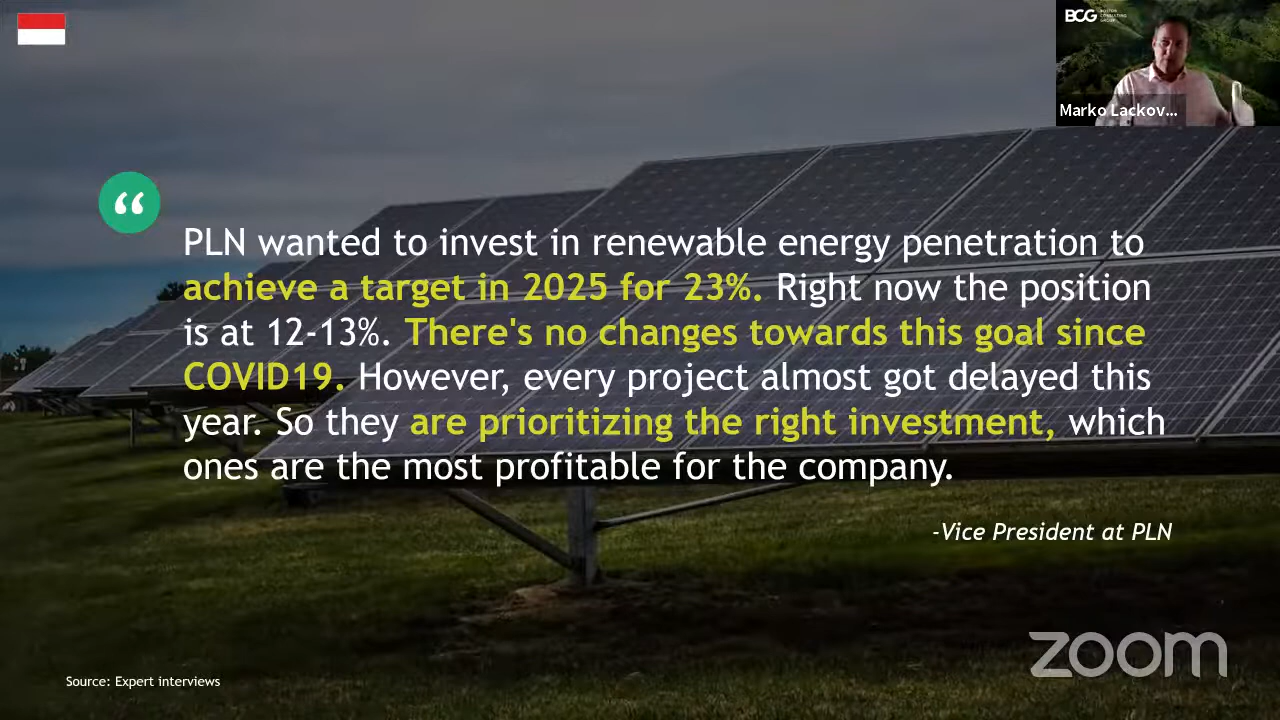 BCG BOSTON
CONSULTING
GROUP
Marko Lackov...
“
PLN wanted to invest in renewable energy penetration to
achieve a target in 2025 for 23%. Right now the position
is at 12-13%. There's no changes towards this goal since
COVID19. However, every project almost got delayed this
year. So they are prioritizing the right investment, which
ones are the most profitable for the company.
-Vice President at PLN
zoom
Source: Expert interviews